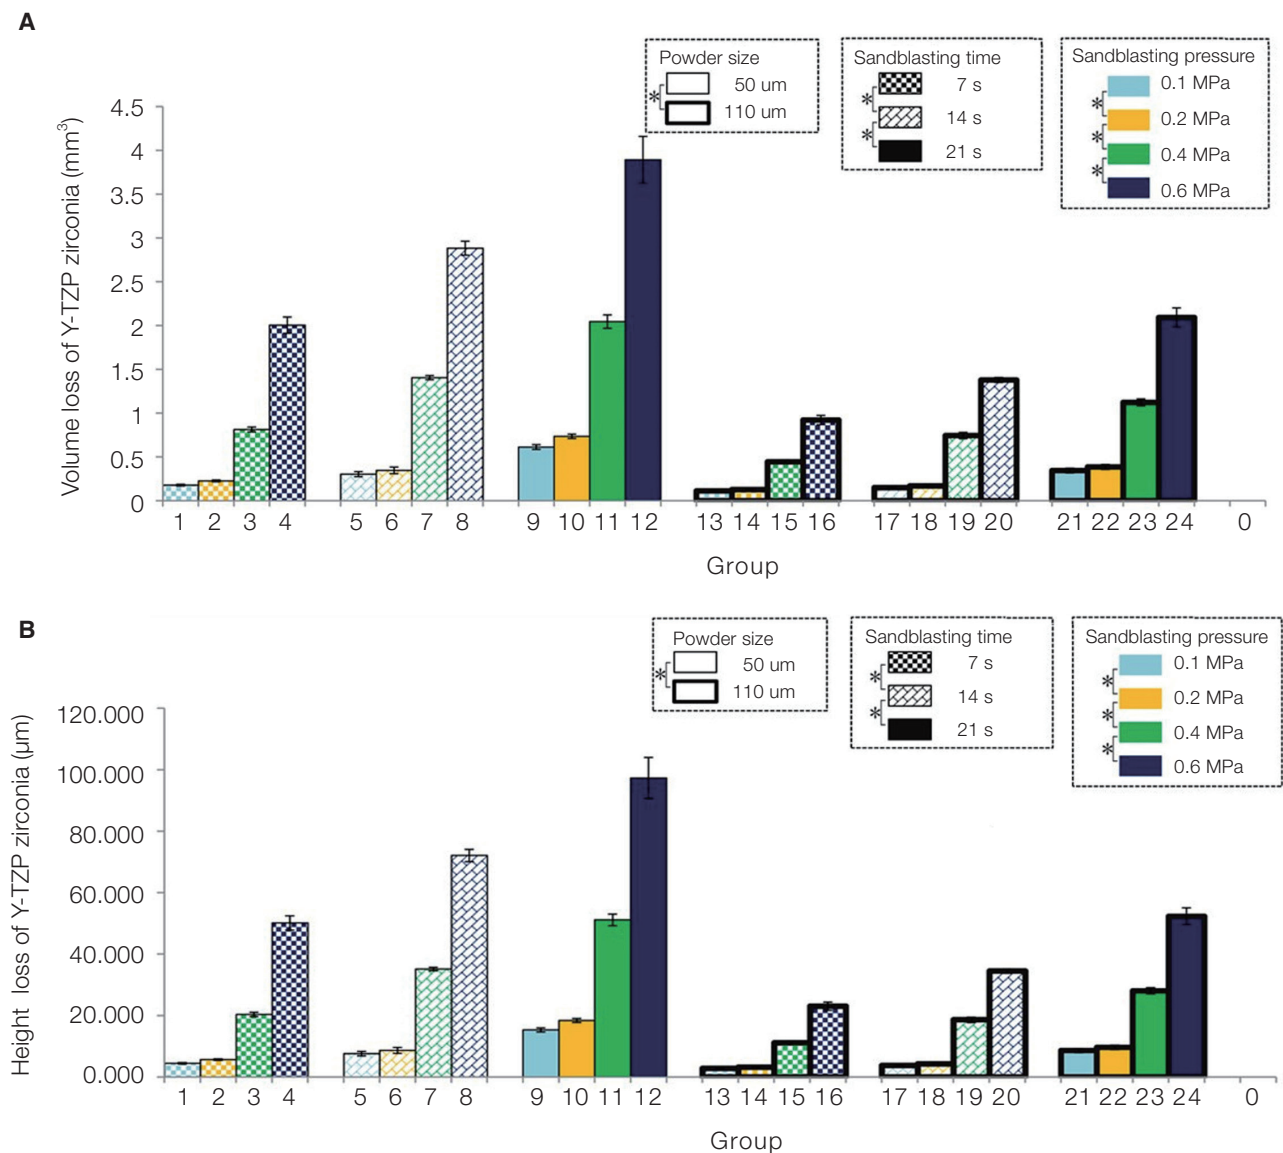 A
Powder size
50 um
*
110 um
Sandblasting time
7 s
*
14 s
*
21 s
Sandblasting pressure
0.1 MPa
*
0.2 MPa
*
0.4 MPa
*
0.6 MPa
Volume loss of Y-TZP zirconia (mm³)
4.5
4
3.5
3
2.5
2
1.5
1
0.5
0
1 2 3 4 5 6 7 8 9 10 11 12 13 14 15 16 17 18 19 20 21 22 23 24 0
Group
B
Powder size
50 um
*
110 um
Sandblasting time
7 s
*
14 s
*
21 s
Sandblasting pressure
0.1 MPa
*
0.2 MPa
*
0.4 MPa
*
0.6 MPa
Height loss of Y-TZP zirconia (µm)
120.000
100.000
80.000
60.000
40.000
20.000
0.000
1 2 3 4 5 6 7 8 9 10 11 12 13 14 15 16 17 18 19 20 21 22 23 24 0
Group